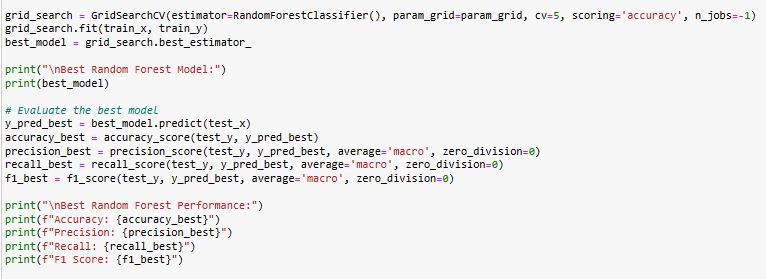 grid_search = GridSearchCV(estimator=RandomForestClassifier(), param_grid=param_grid, cv=5, scoring='accuracy', n_jobs=-1)
grid_search.fit(train_x, train_y)
best_model = grid_search.best_estimator_

print("\nBest Random Forest Model:")
print(best_model)

# Evaluate the best model
y_pred_best = best_model.predict(test_x)
accuracy_best = accuracy_score(test_y, y_pred_best)
precision_best = precision_score(test_y, y_pred_best, average='macro', zero_division=0)
recall_best = recall_score(test_y, y_pred_best, average='macro', zero_division=0)
f1_best = f1_score(test_y, y_pred_best, average='macro', zero_division=0)

print("\nBest Random Forest Performance:")
print(f"Accuracy: {accuracy_best}")
print(f"Precision: {precision_best}")
print(f"Recall: {recall_best}")
print(f"F1 Score: {f1_best}")